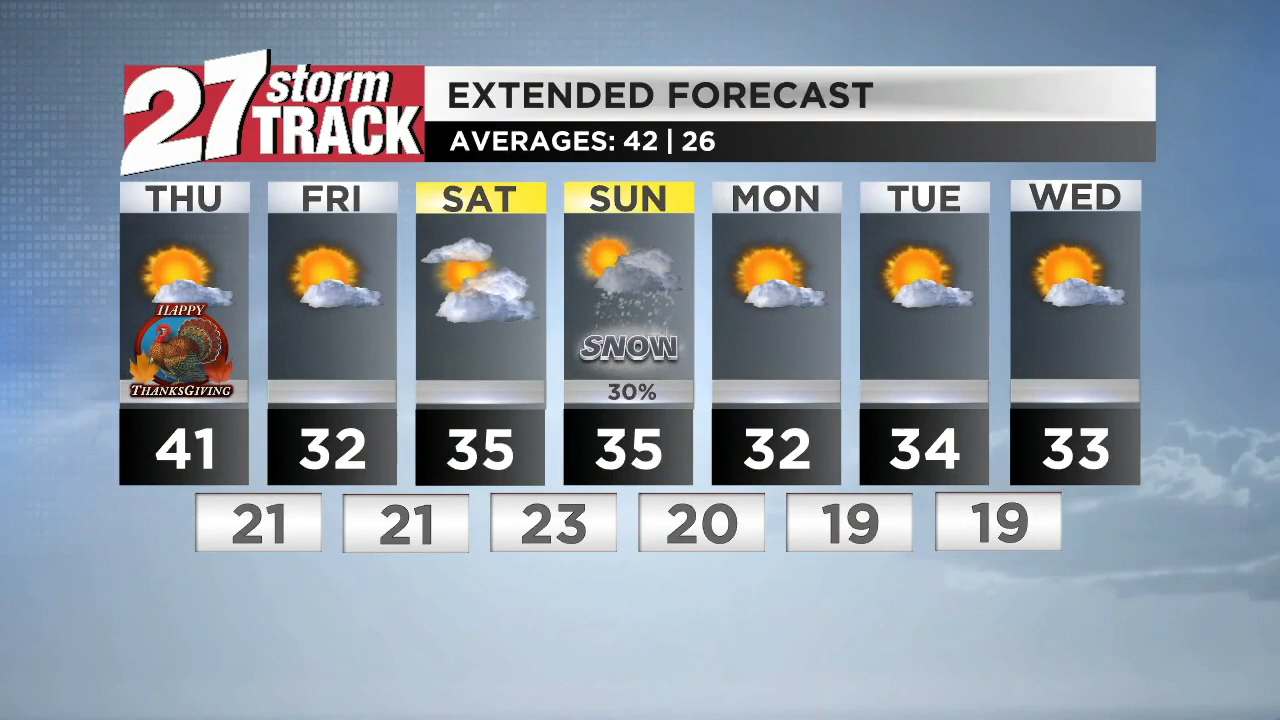 27 storm
TRACK
EXTENDED FORECAST
AVERAGES: 42 | 26
THU FRI SAT SUN MON TUE WED
HAPPY
THANKSGIVING
SNOW
30%
41 32 35 35 32 34 33
21 21 23 20 19 19